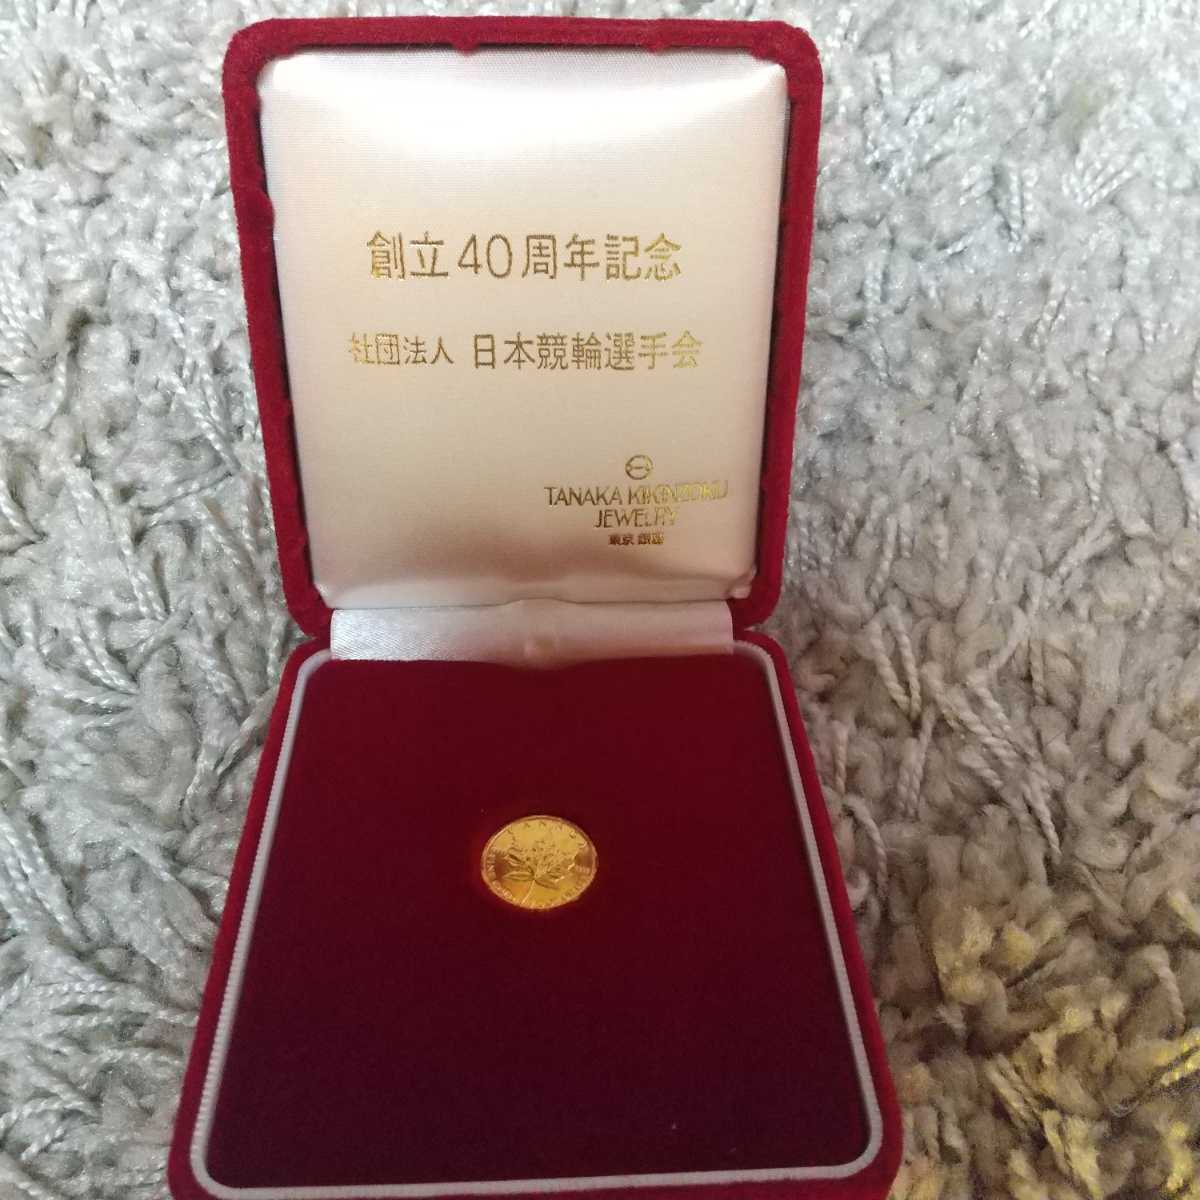 創立40周年記念
社団法人 日本競輪選手会
TANAKA KIKINZOKU
JEWELRY
東京 銀座
CANADA